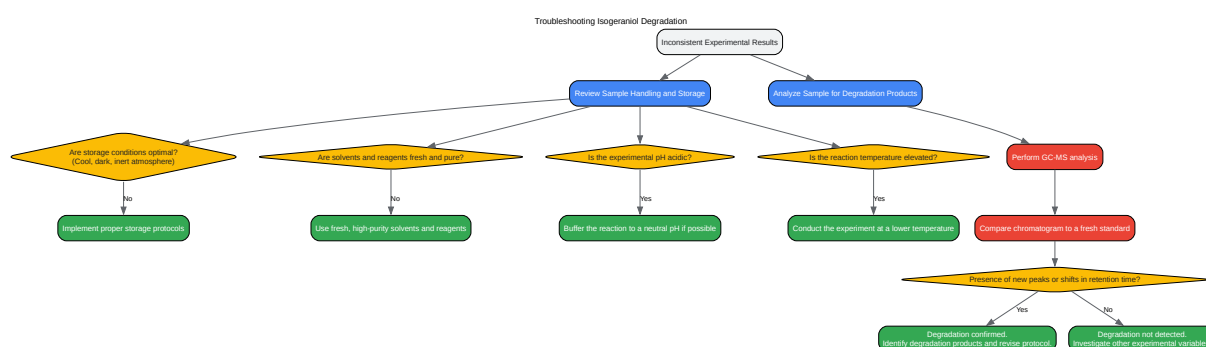 Troubleshooting Isogeraniol Degradation
Inconsistent Experimental Results
Review Sample Handling and Storage
Analyze Sample for Degradation Products
Are storage conditions optimal?
(Cool, dark, inert atmosphere)
Are solvents and reagents fresh and pure?
Is the experimental pH acidic?
Is the reaction temperature elevated?
Perform GC-MS analysis
No
No
Yes
Yes
Implement proper storage protocols
Use fresh, high-purity solvents and reagents
Buffer the reaction to a neutral pH if possible
Conduct the experiment at a lower temperature
Compare chromatogram to a fresh standard
Presence of new peaks or shifts in retention time?
Yes
No
Degradation confirmed.
Identify degradation products and revise protocol.
Degradation not detected.
Investigate other experimental variable